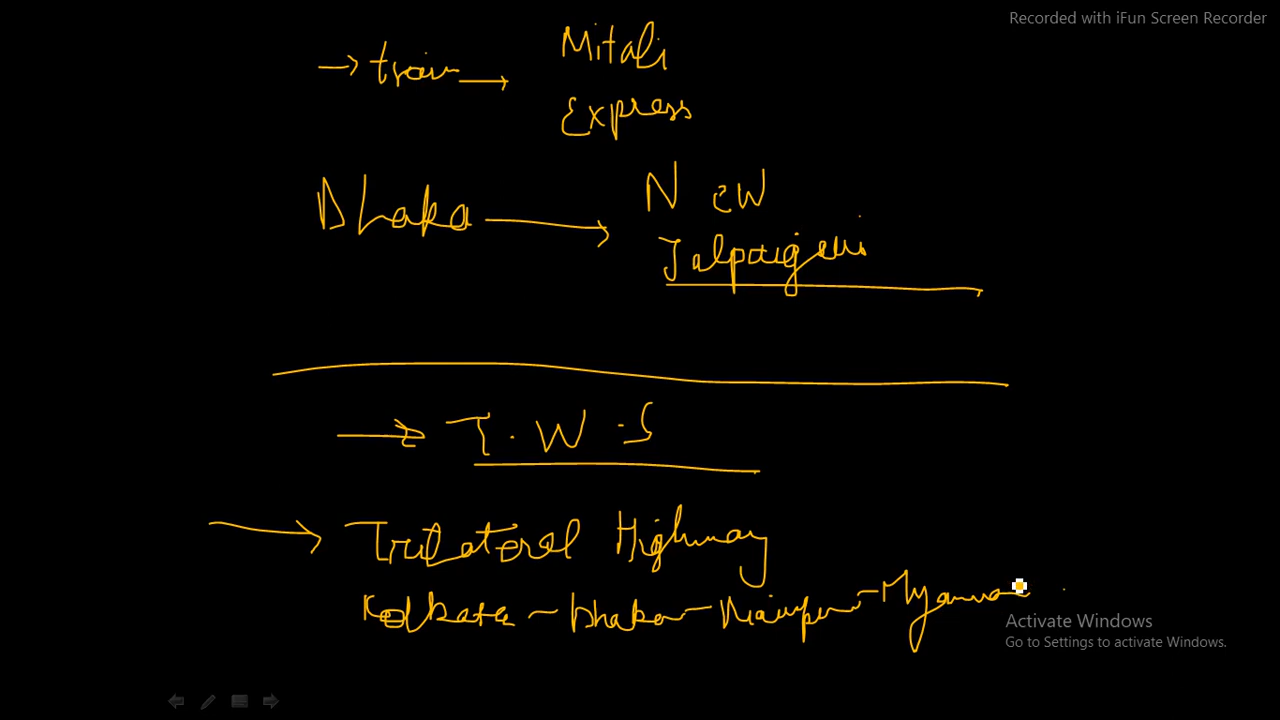 Recorded with iFun Screen Recorder
→ train → Mitali
Express
Dhaka → New
Jalpaiguri
→ I.W.S
→ Trilateral Highway
Kolkata - Dhaka - Manipur - Myanmar
Activate Windows
Go to Settings to activate Windows.